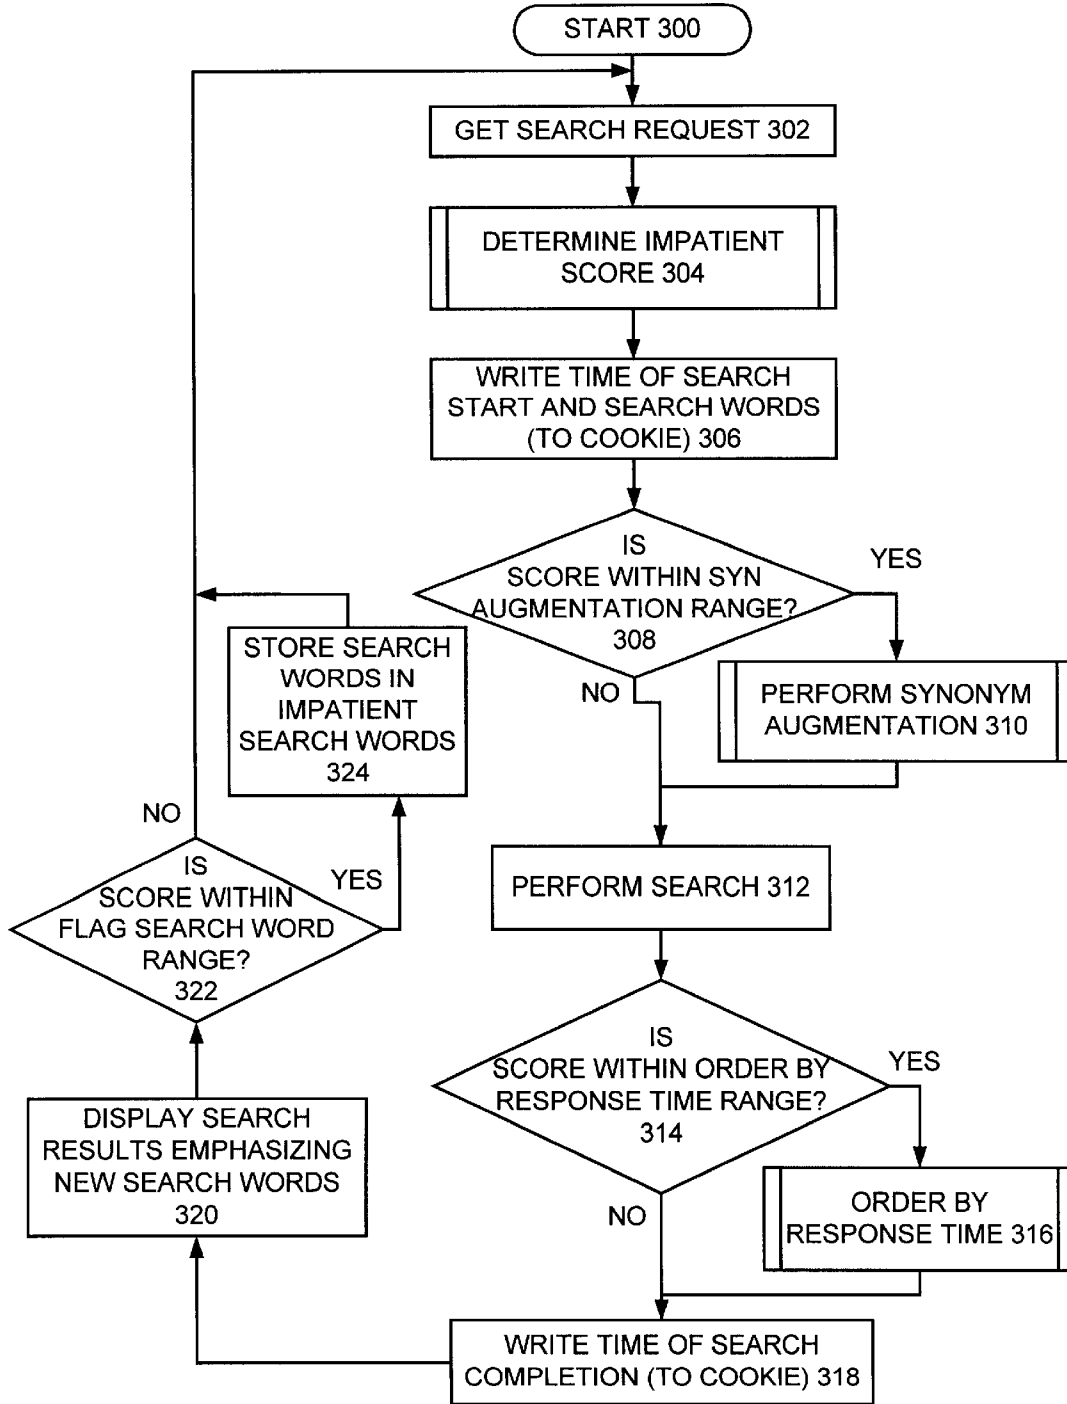 START 300
GET SEARCH REQUEST 302
DETERMINE IMPATIENT
SCORE 304
WRITE TIME OF SEARCH
START AND SEARCH WORDS
(TO COOKIE) 306
IS
SCORE WITHIN SYN
AUGMENTATION RANGE?
308
YES
NO
PERFORM SYNONYM
AUGMENTATION 310
PERFORM SEARCH 312
IS
SCORE WITHIN ORDER BY
RESPONSE TIME RANGE?
314
YES
NO
ORDER BY
RESPONSE TIME 316
WRITE TIME OF SEARCH
COMPLETION (TO COOKIE) 318
DISPLAY SEARCH
RESULTS EMPHASIZING
NEW SEARCH WORDS
320
IS
SCORE WITHIN
FLAG SEARCH WORD
RANGE?
322
NO
YES
STORE SEARCH
WORDS IN
IMPATIENT
SEARCH WORDS
324